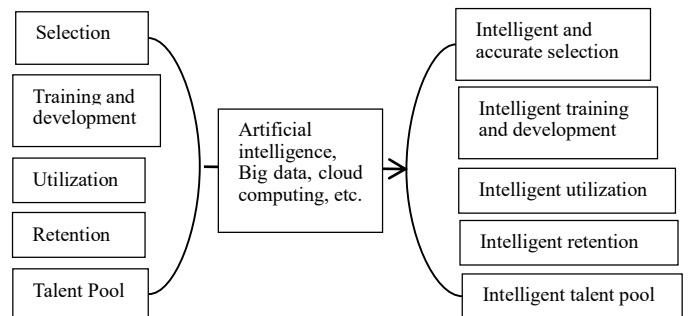 Selection
Training and
development
Utilization
Retention
Talent Pool
Artificial
intelligence,
Big data, cloud
computing, etc.
Intelligent and
accurate selection
Intelligent training
and development
Intelligent utilization
Intelligent retention
Intelligent talent pool